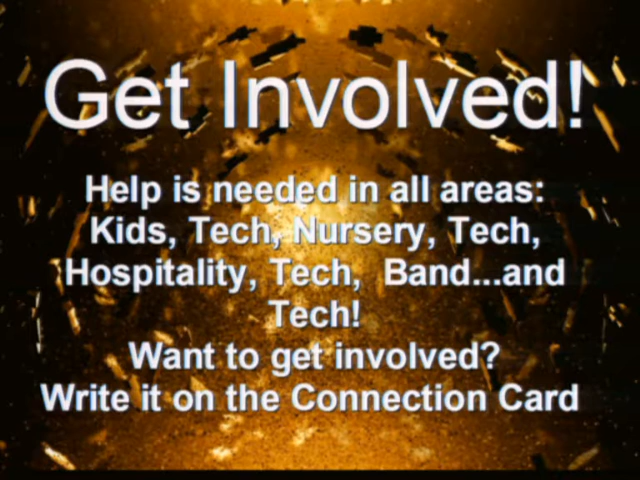 Get Involved!
Help is needed in all areas:
Kids, Tech, Nursery, Tech,
Hospitality, Tech,  Band...and
Tech!
Want to get involved?
Write it on the Connection Card